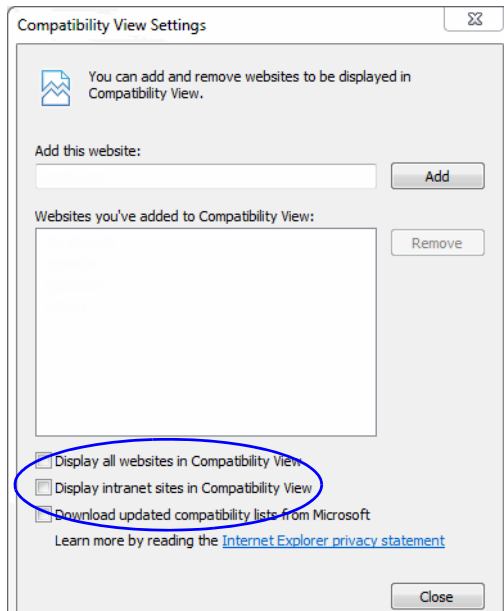 Compatibility View Settings
You can add and remove websites to be displayed in
Compatibility View.
Add this website:
Add
Websites you've added to Compatibility View:
Remove
Display all websites in Compatibility View
Display intranet sites in Compatibility View
Download updated compatibility lists from Microsoft
Learn more by reading the Internet Explorer privacy statement
Close